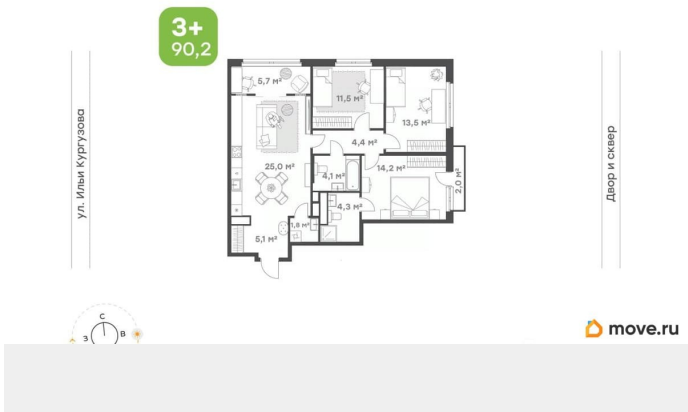 3+
90,2
5,7 м²
11,5 м²
13,5 м²
4,4 м²
25,0 м²
4,1 м²
14,2 м²
2,0 м²
4,3 м²
1,8 м²
5,1 м²
ул. Ильи Кургузова
Двор и сквер
С
З
В
move.ru